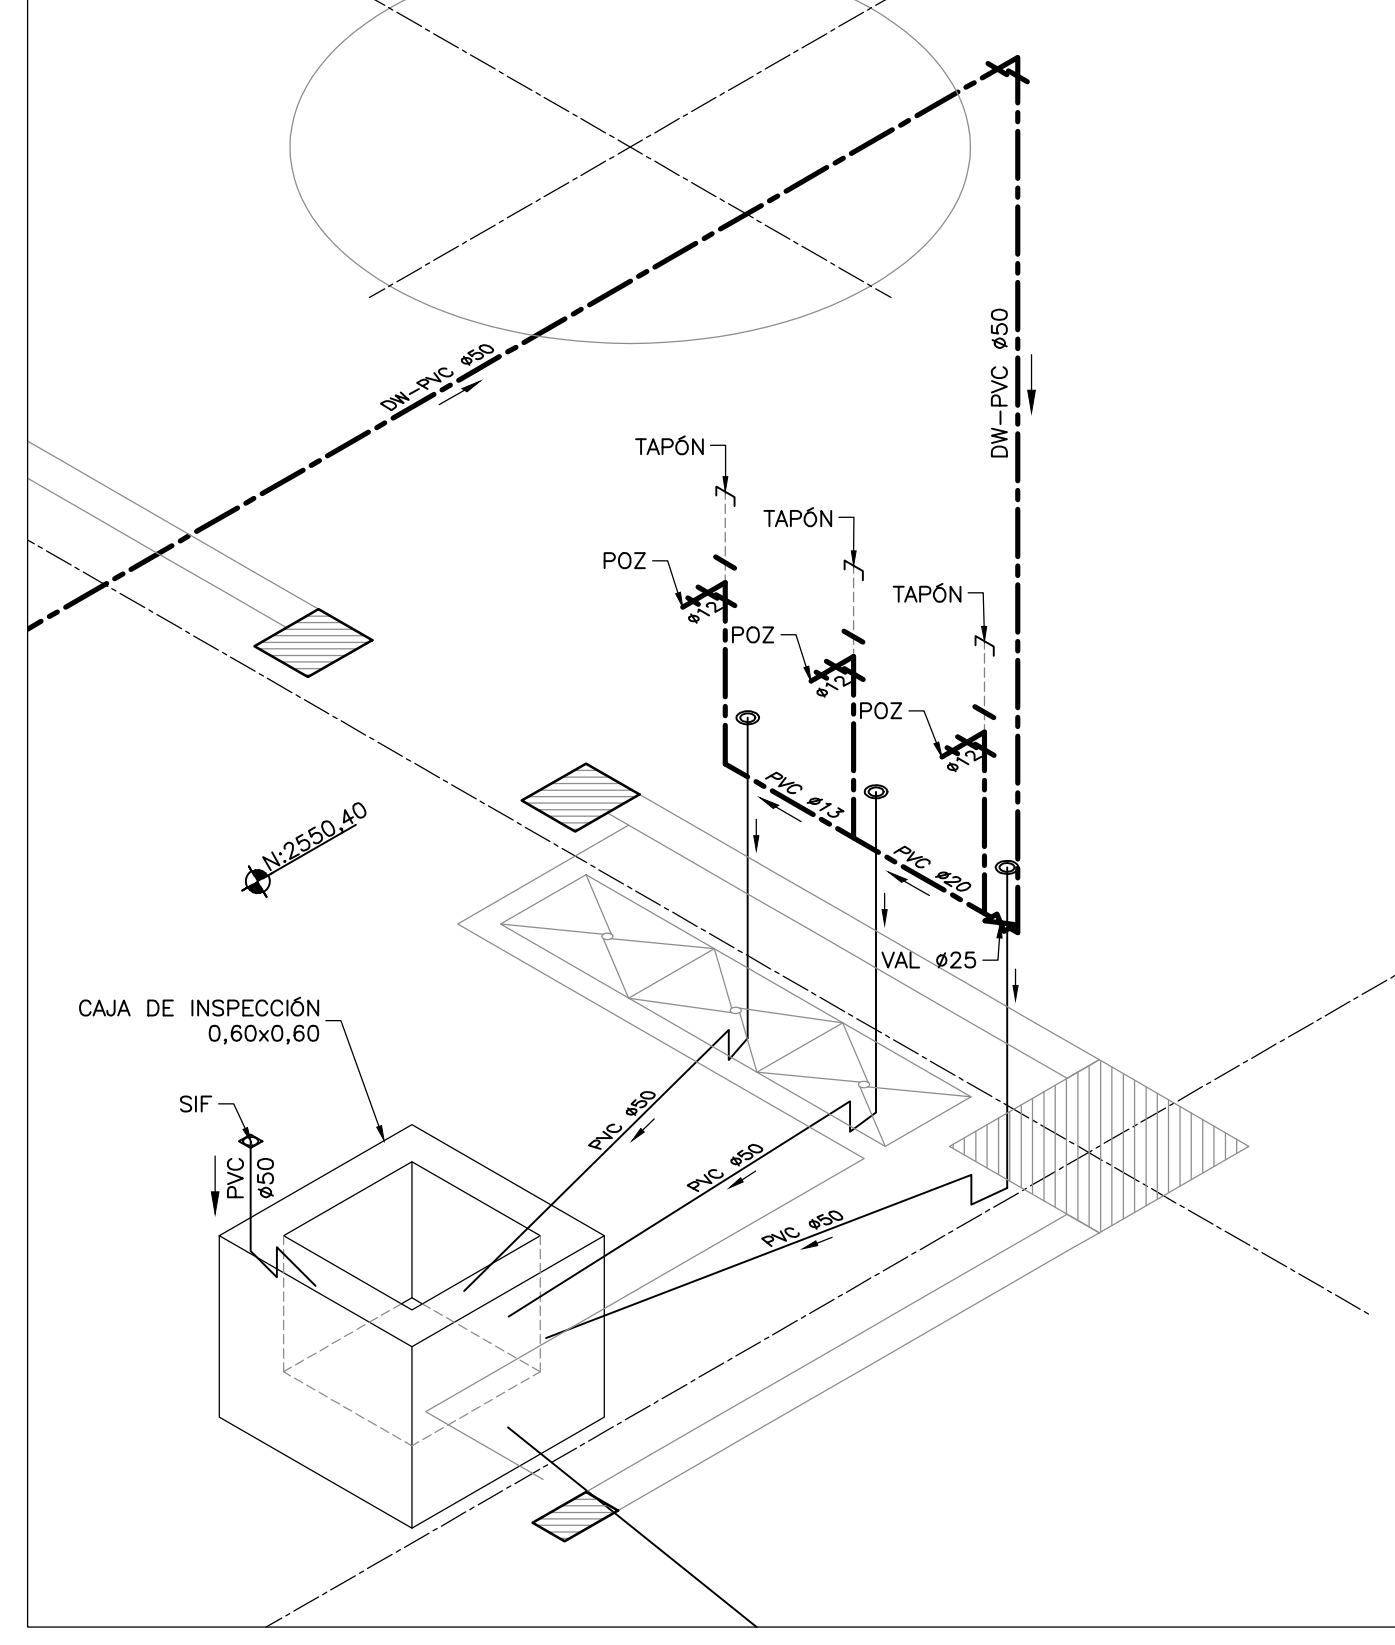 DW-PVC ø50
DW-PVC ø50
TAPÓN
TAPÓN
POZ
ø12
TAPÓN
POZ
ø12
POZ
ø12
PVC ø13
PVC ø20
N:2550,40
VAL ø25
CAJA DE INSPECCIÓN
0,60x0,60
SIF
PVC
ø50
PVC ø50
PVC ø50
PVC ø50